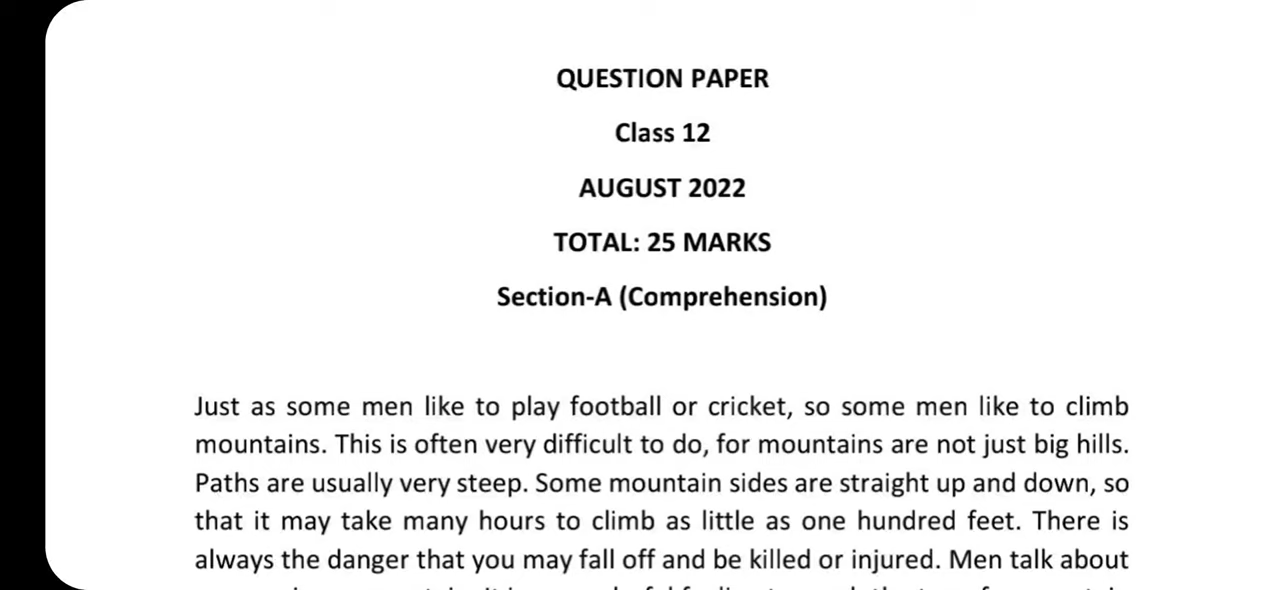 QUESTION PAPER
Class 12
AUGUST 2022
TOTAL: 25 MARKS
Section-A (Comprehension)
Just as some men like to play football or cricket, so some men like to climb
mountains. This is often very difficult to do, for mountains are not just big hills.
Paths are usually very steep. Some mountain sides are straight up and down, so
that it may take many hours to climb as little as one hundred feet. There is
always the danger that you may fall off and be killed or injured. Men talk about